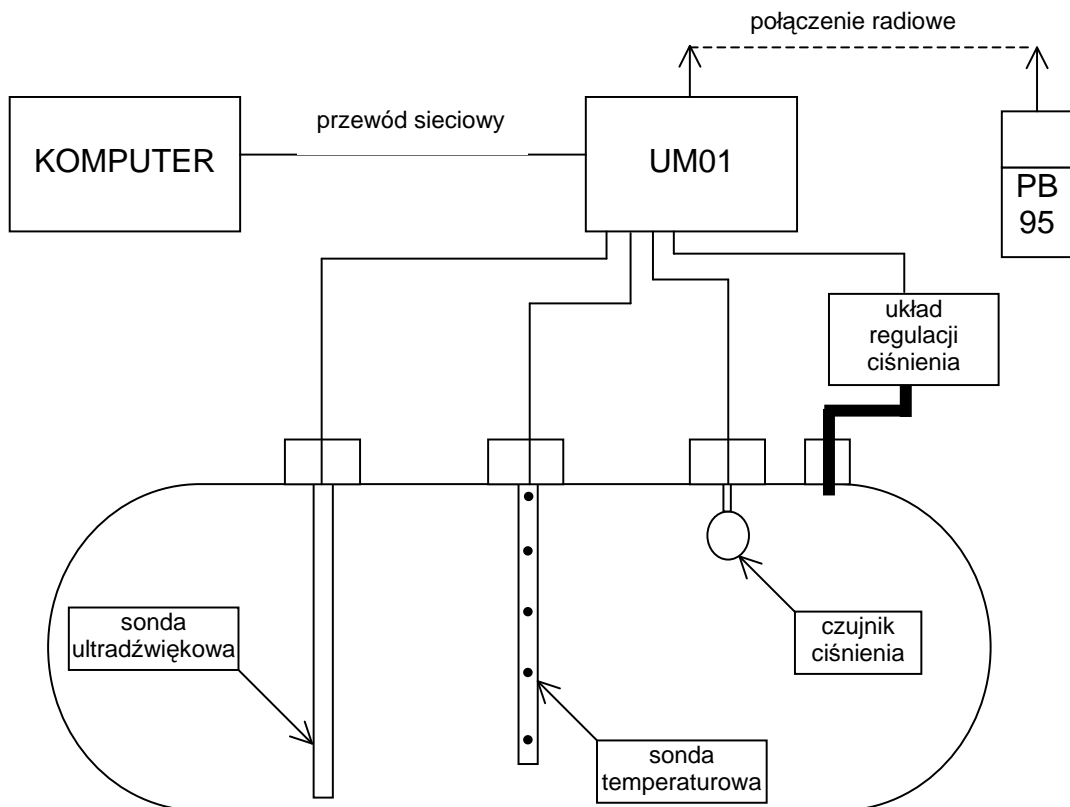 połączenie radiowe
przewód sieciowy
KOMPUTER
UM01
PB
95
układ
regulacji
ciśnienia
sonda
ultradźwiękowa
czujnik
ciśnienia
sonda
temperaturowa